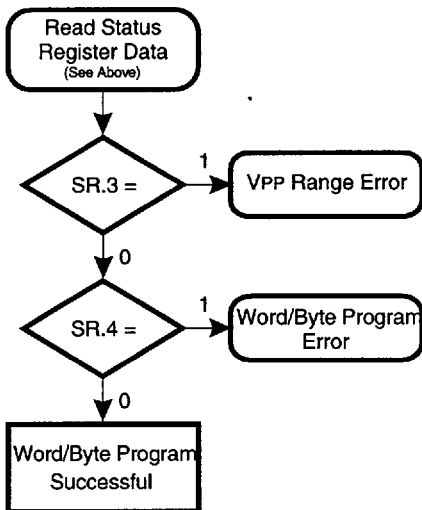 Read Status
Register Data
(See Above)
SR.3 =
1
VPP Range Error
0
SR.4 =
1
Word/Byte Program
Error
0
Word/Byte Program
Successful